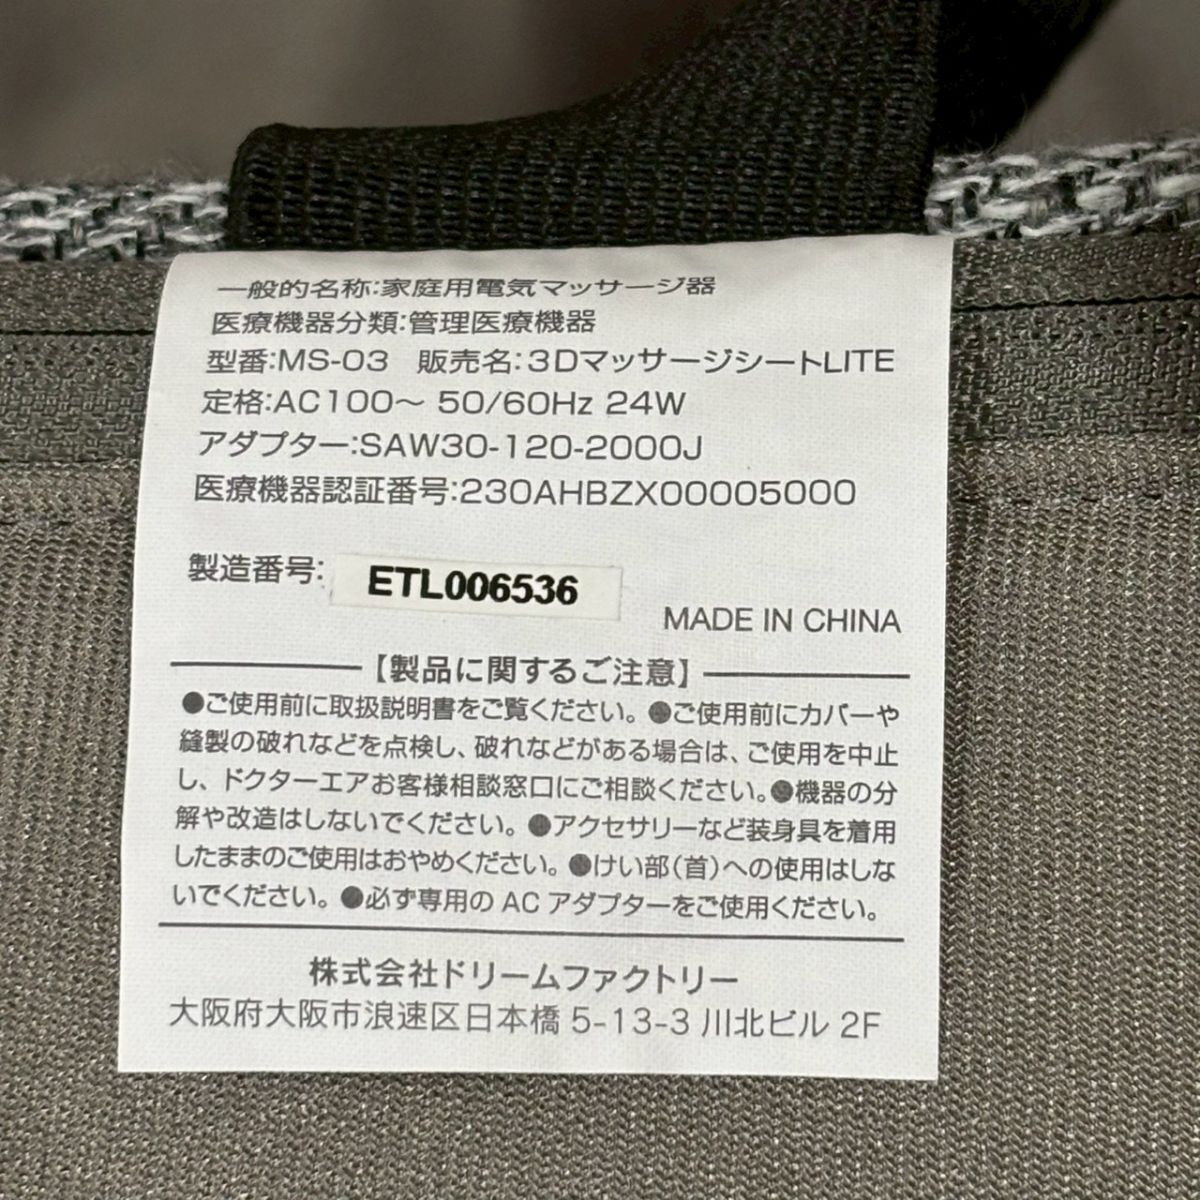 一般的名称:家庭用電気マッサージ器
医療機器分類:管理医療機器
型番:MS-03 販売名:3DマッサージシートLITE
定格:AC100～ 50/60Hz 24W
アダプター:SAW30-120-2000J
医療機器認証番号:230AHBZX00005000
製造番号: ETL006536
MADE IN CHINA
【製品に関するご注意】
●ご使用前に取扱説明書をご覧ください。●ご使用前にカバーや
縫製の破れなどを点検し、破れなどがある場合は、ご使用を中止
し、ドクターエアお客様相談窓口にご相談ください。●機器の分
解や改造はしないでください。●アクセサリーなど装身具を着用
したままのご使用はおやめください。●けい部(首)への使用はしな
いでください。●必ず専用の AC アダプターをご使用ください。
株式会社ドリームファクトリー
大阪府大阪市浪速区日本橋 5-13-3 川北ビル 2F